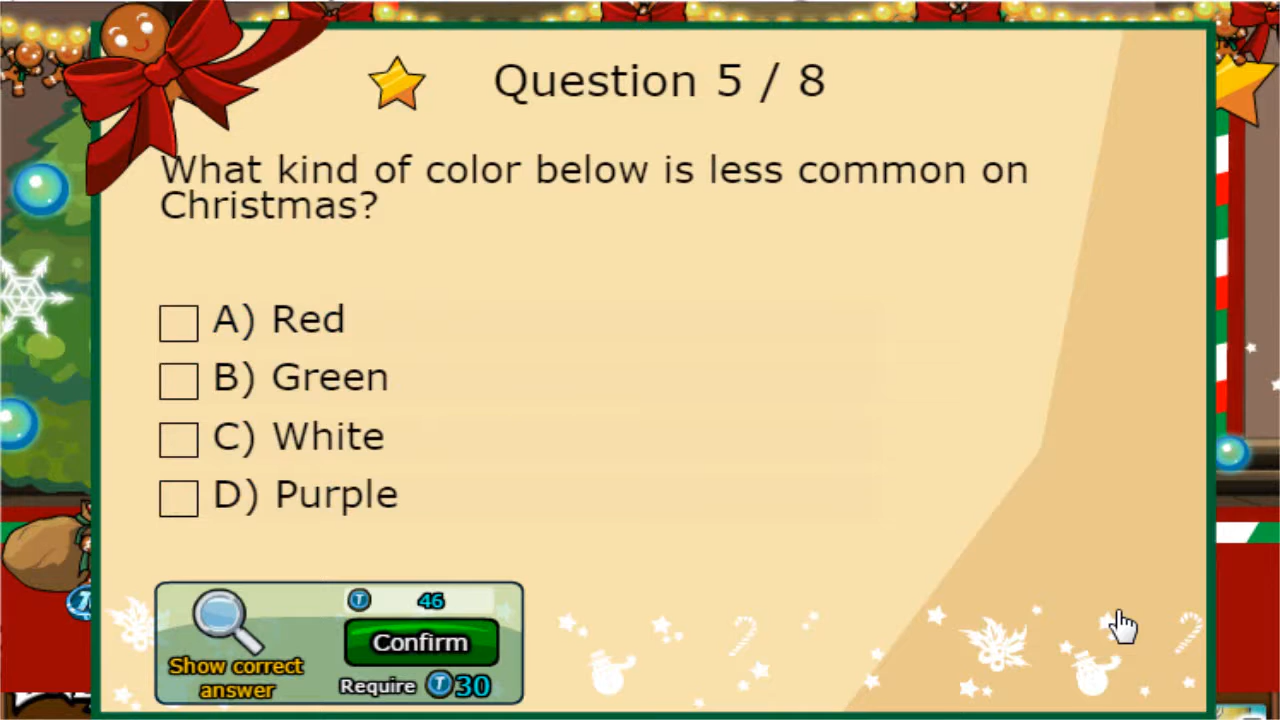 Question 5 / 8
What kind of color below is less common on
Christmas?
A) Red
B) Green
C) White
D) Purple
T 46
Confirm
Show correct
answer
Require T 30